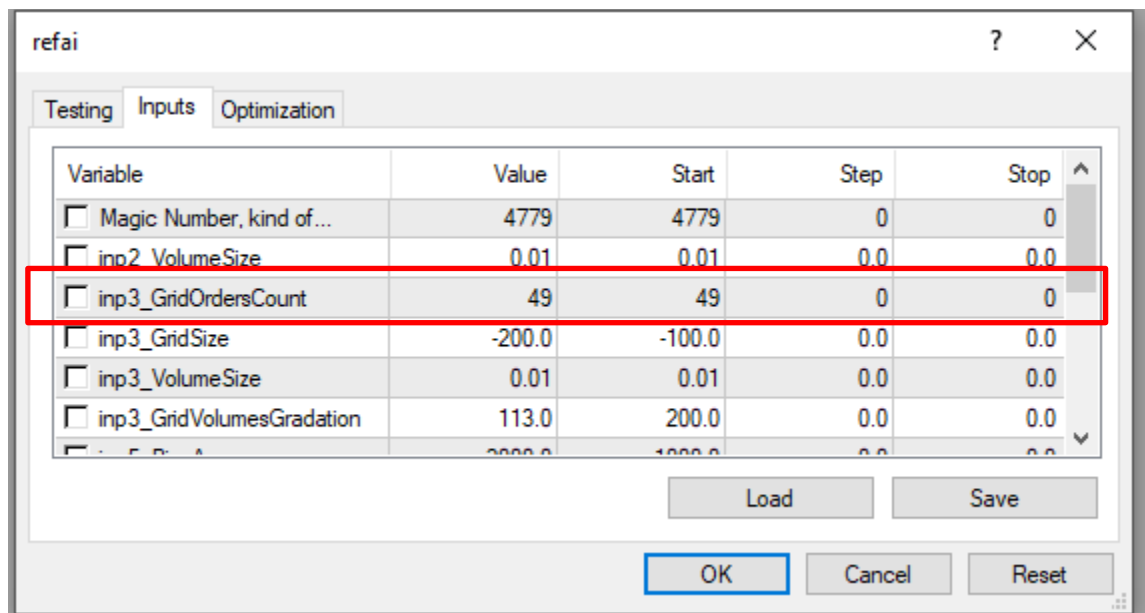 refai ?
Testing Inputs Optimization
Variable Value Start Step Stop
Magic Number, kind of... 4779 4779 0 0
inp2_VolumeSize 0.01 0.01 0.0 0.0
inp3_GridOrdersCount 49 49 0 0
inp3_GridSize -200.0 -100.0 0.0 0.0
inp3_VolumeSize 0.01 0.01 0.0 0.0
inp3_GridVolumesGradation 113.0 200.0 0.0 0.0
Load Save
OK Cancel Reset